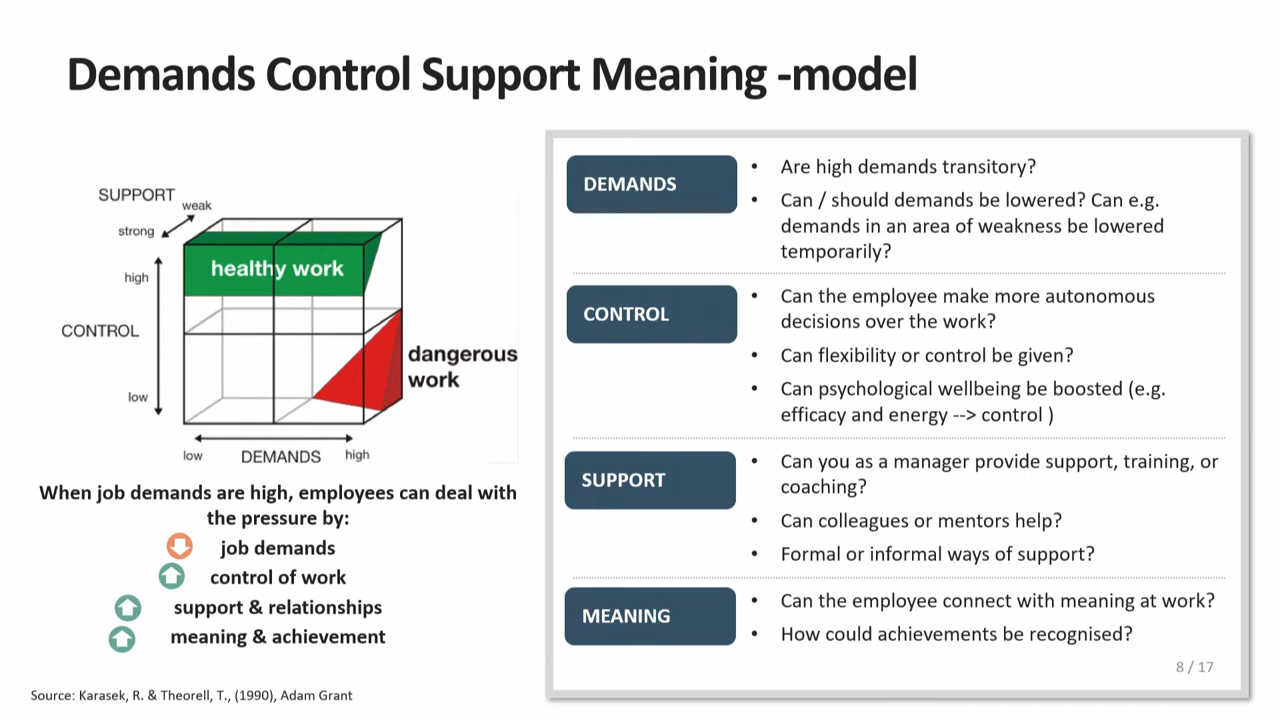 Demands Control Support Meaning -model
SUPPORT
weak
strong
high
CONTROL
low
healthy work
dangerous
work
low
DEMANDS
high
When job demands are high, employees can deal with
the pressure by:
job demands
control of work
support & relationships
meaning & achievement
Source: Karasek, R. & Theorell, T., (1990), Adam Grant
DEMANDS
• Are high demands transitory?
• Can / should demands be lowered? Can e.g.
demands in an area of weakness be lowered
temporarily?
CONTROL
• Can the employee make more autonomous
decisions over the work?
• Can flexibility or control be given?
• Can psychological wellbeing be boosted (e.g.
efficacy and energy --> control )
SUPPORT
• Can you as a manager provide support, training, or
coaching?
• Can colleagues or mentors help?
• Formal or informal ways of support?
MEANING
• Can the employee connect with meaning at work?
• How could achievements be recognised?
8 / 17